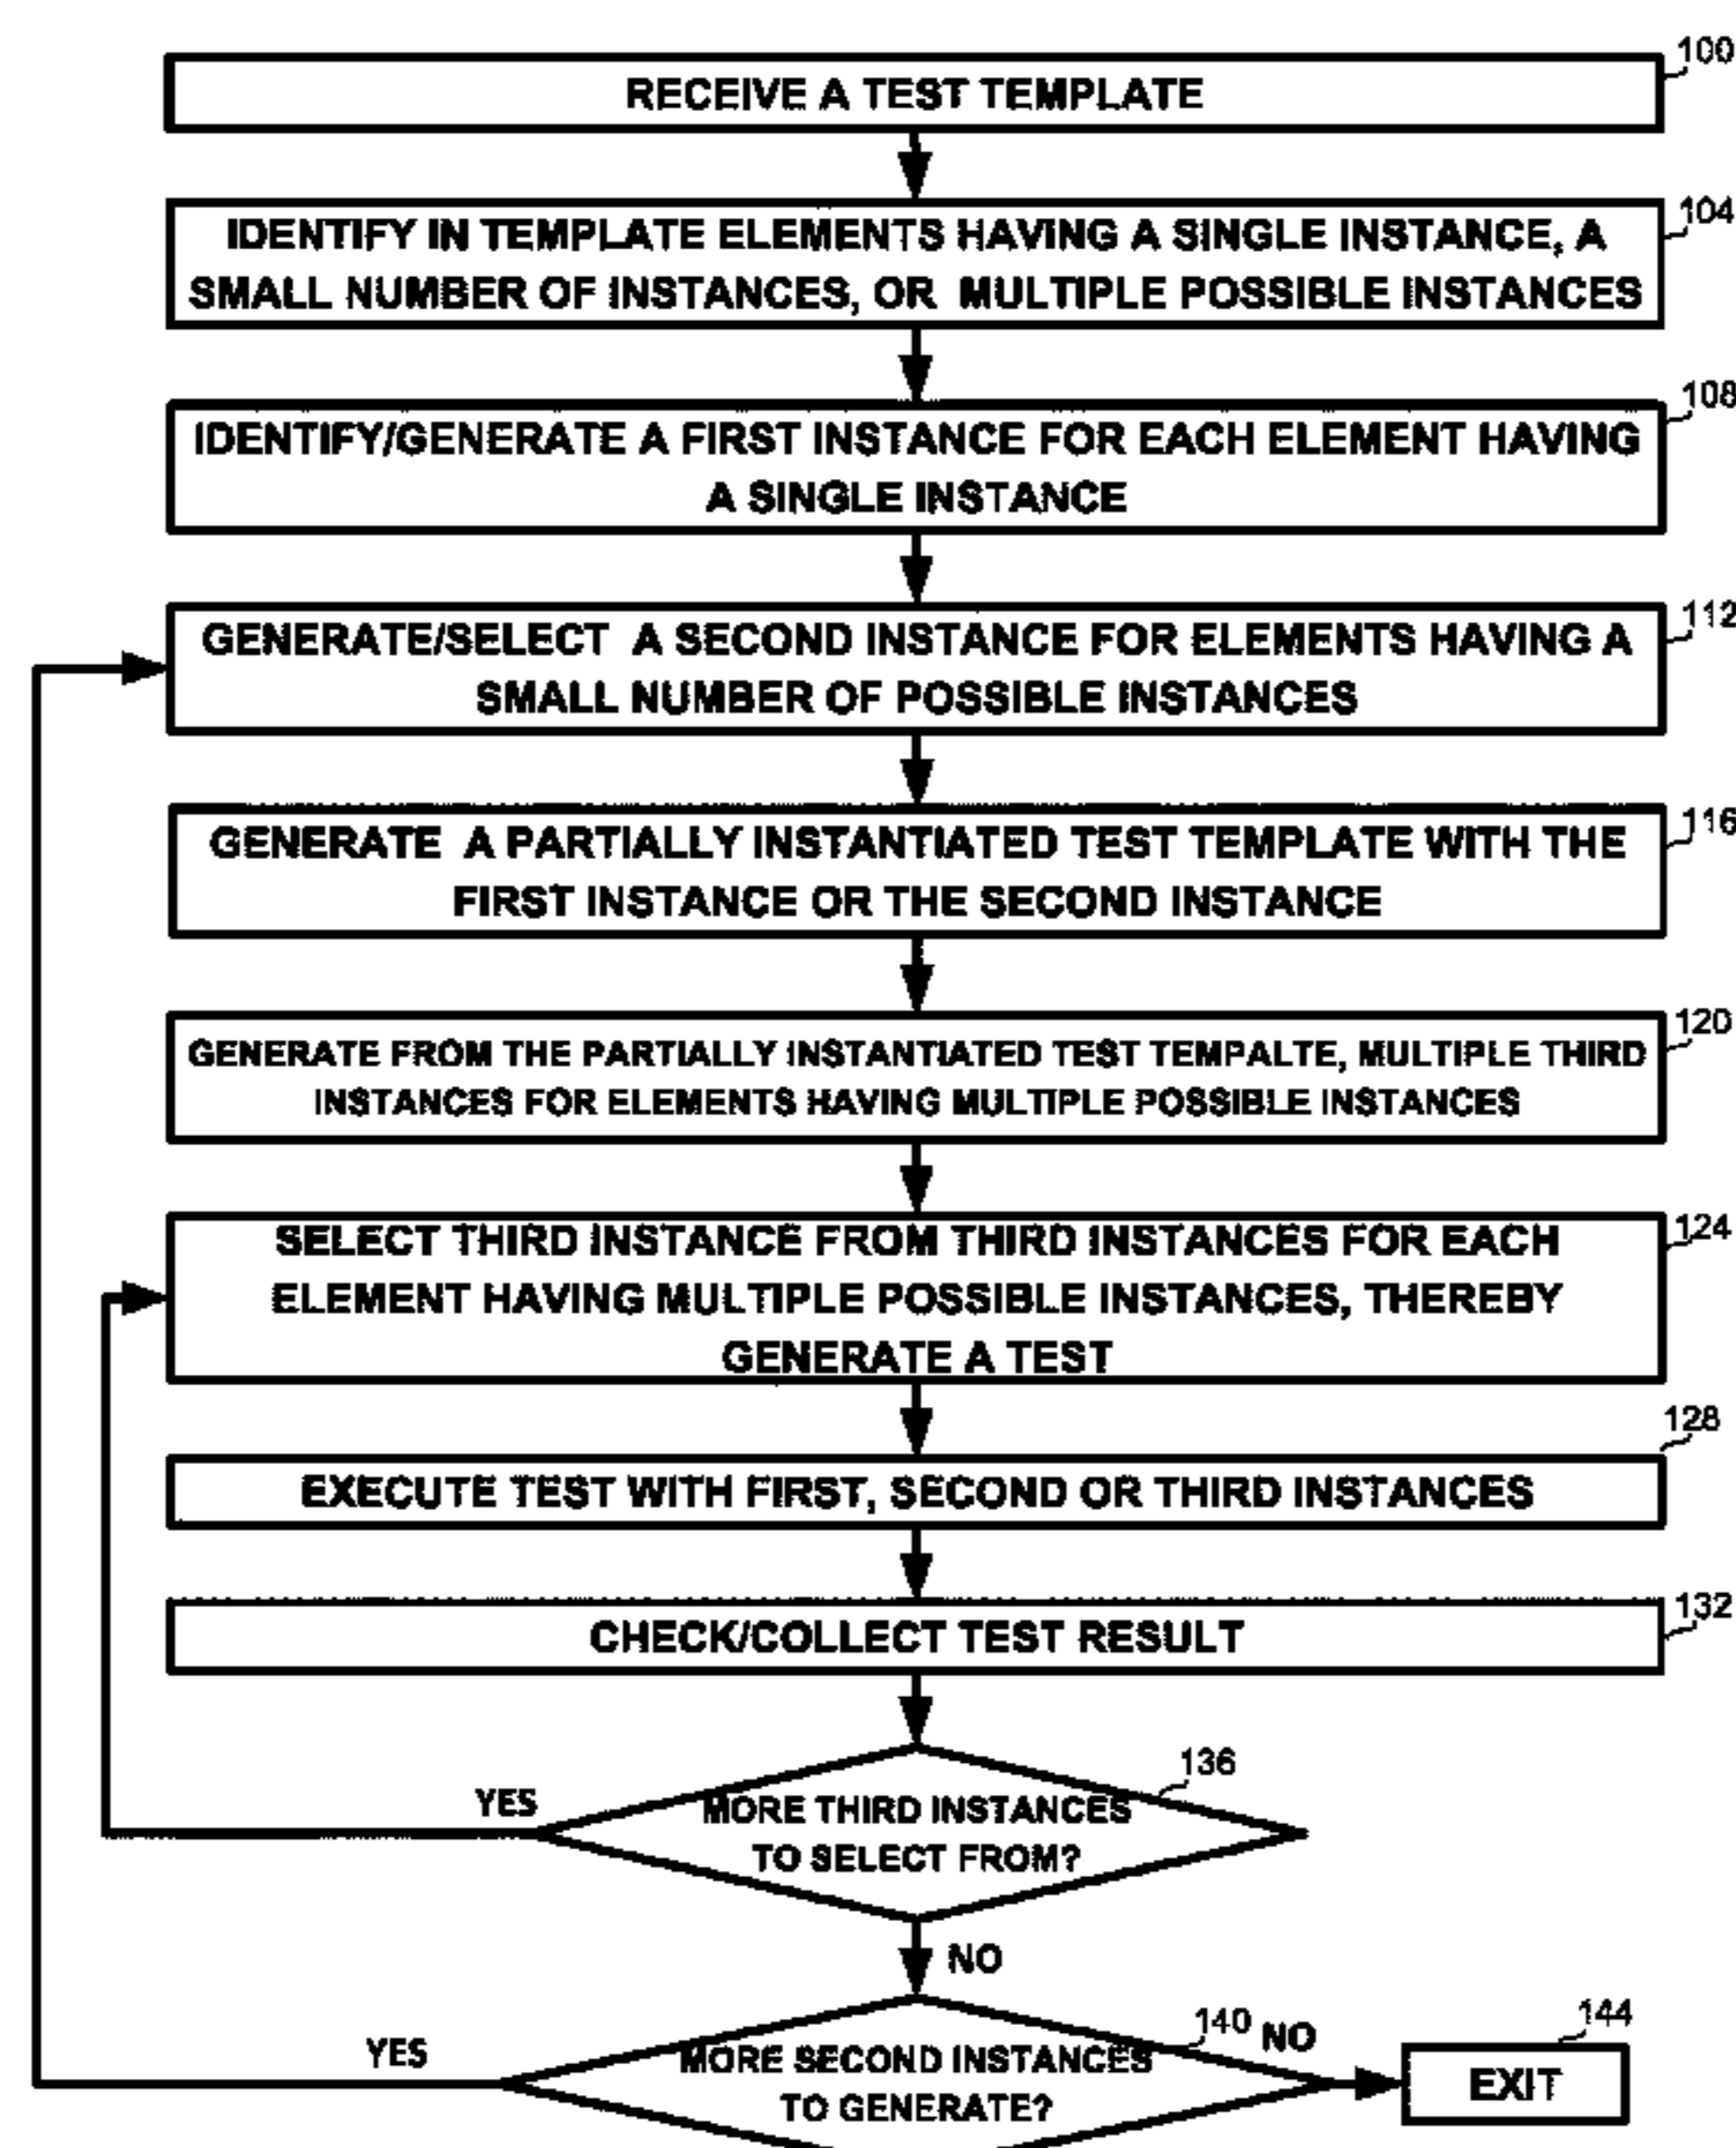 100
RECEIVE A TEST TEMPLATE
104
IDENTIFY IN TEMPLATE ELEMENTS HAVING A SINGLE INSTANCE, A
SMALL NUMBER OF INSTANCES, OR MULTIPLE POSSIBLE INSTANCES
108
IDENTIFY/GENERATE A FIRST INSTANCE FOR EACH ELEMENT HAVING
A SINGLE INSTANCE
112
GENERATE/SELECT A SECOND INSTANCE FOR ELEMENTS HAVING A
SMALL NUMBER OF POSSIBLE INSTANCES
116
GENERATE A PARTIALLY INSTANTIATED TEST TEMPLATE WITH THE
FIRST INSTANCE OR THE SECOND INSTANCE
120
GENERATE FROM THE PARTIALLY INSTANTIATED TEST TEMPALTE, MULTIPLE THIRD
INSTANCES FOR ELEMENTS HAVING MULTIPLE POSSIBLE INSTANCES
124
SELECT THIRD INSTANCE FROM THIRD INSTANCES FOR EACH
ELEMENT HAVING MULTIPLE POSSIBLE INSTANCES, THEREBY
GENERATE A TEST
128
EXECUTE TEST WITH FIRST, SECOND OR THIRD INSTANCES
132
CHECK/COLLECT TEST RESULT
136
YES
MORE THIRD INSTANCES
TO SELECT FROM?
NO
140
NO
144
YES
MORE SECOND INSTANCES
TO GENERATE?
EXIT